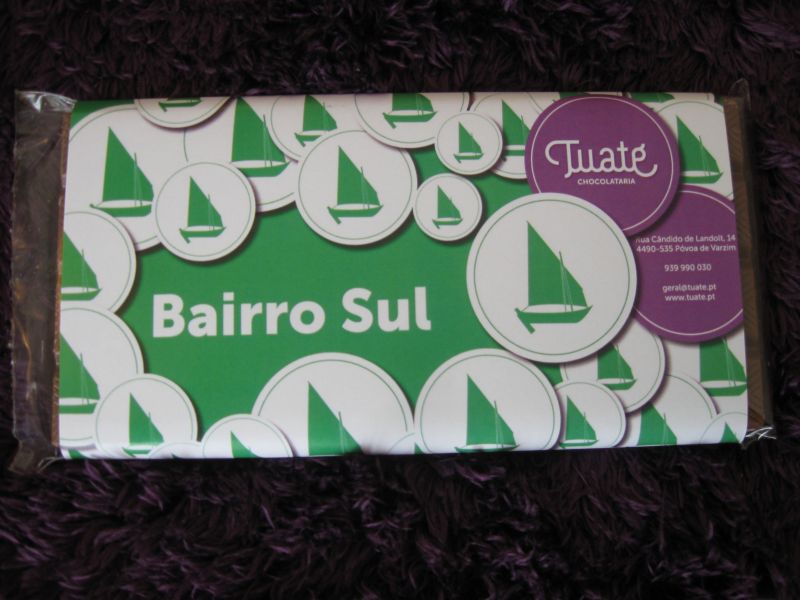 Tuaté
CHOCOLATARIA
Rua Cândido de Landolt, 14
4490-535 Póvoa de Varzim
939 990 030
geral@tuate.pt
www.tuate.pt
Bairro Sul